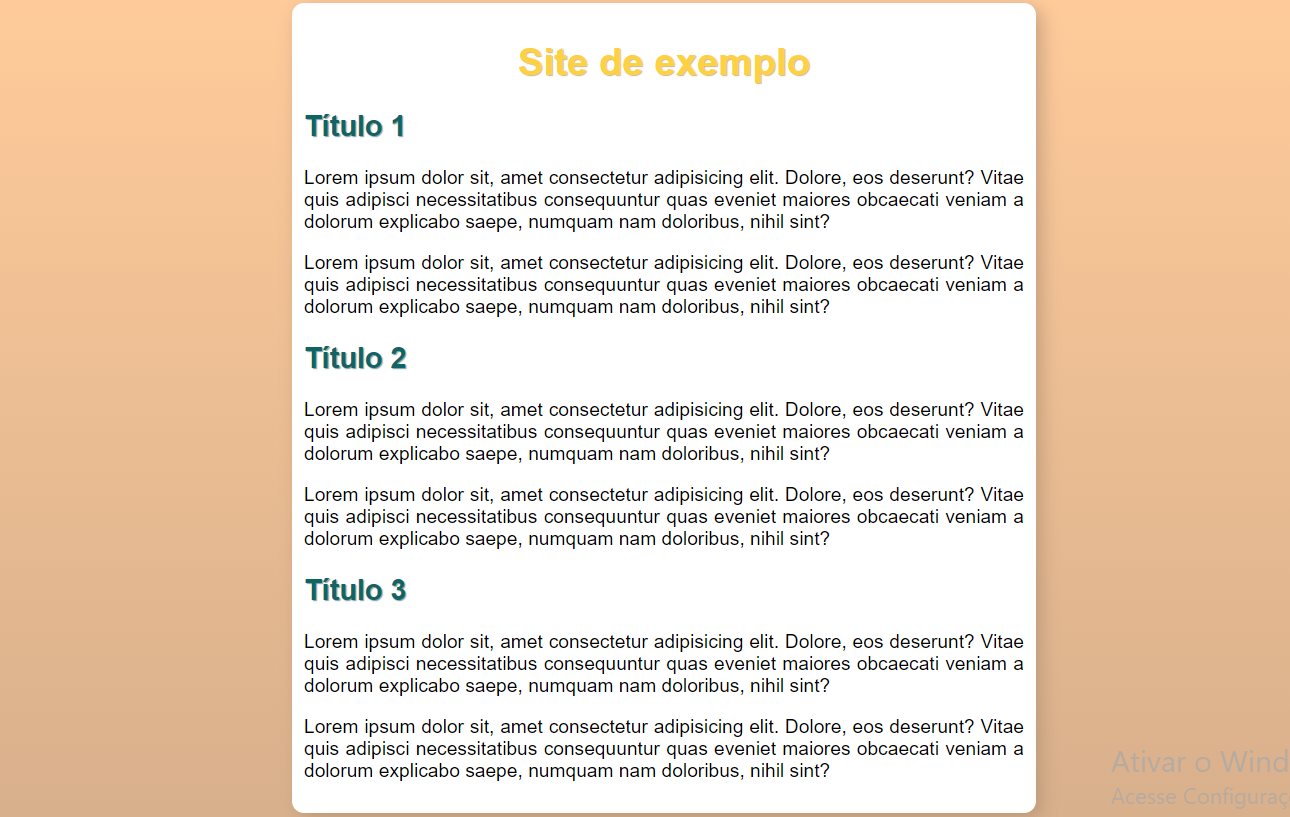 Site de exemplo
Título 1
Lorem ipsum dolor sit, amet consectetur adipisicing elit. Dolore, eos deserunt? Vitae
quis adipisci necessitatibus consequuntur quas eveniet maiores obcaecati veniam a
dolorum explicabo saepe, numquam nam doloribus, nihil sint?
Lorem ipsum dolor sit, amet consectetur adipisicing elit. Dolore, eos deserunt? Vitae
quis adipisci necessitatibus consequuntur quas eveniet maiores obcaecati veniam a
dolorum explicabo saepe, numquam nam doloribus, nihil sint?
Título 2
Lorem ipsum dolor sit, amet consectetur adipisicing elit. Dolore, eos deserunt? Vitae
quis adipisci necessitatibus consequuntur quas eveniet maiores obcaecati veniam a
dolorum explicabo saepe, numquam nam doloribus, nihil sint?
Lorem ipsum dolor sit, amet consectetur adipisicing elit. Dolore, eos deserunt? Vitae
quis adipisci necessitatibus consequuntur quas eveniet maiores obcaecati veniam a
dolorum explicabo saepe, numquam nam doloribus, nihil sint?
Título 3
Lorem ipsum dolor sit, amet consectetur adipisicing elit. Dolore, eos deserunt? Vitae
quis adipisci necessitatibus consequuntur quas eveniet maiores obcaecati veniam a
dolorum explicabo saepe, numquam nam doloribus, nihil sint?
Lorem ipsum dolor sit, amet consectetur adipisicing elit. Dolore, eos deserunt? Vitae
quis adipisci necessitatibus consequuntur quas eveniet maiores obcaecati veniam a
dolorum explicabo saepe, numquam nam doloribus, nihil sint?
Ativar o Wind
Acesse Configuraç